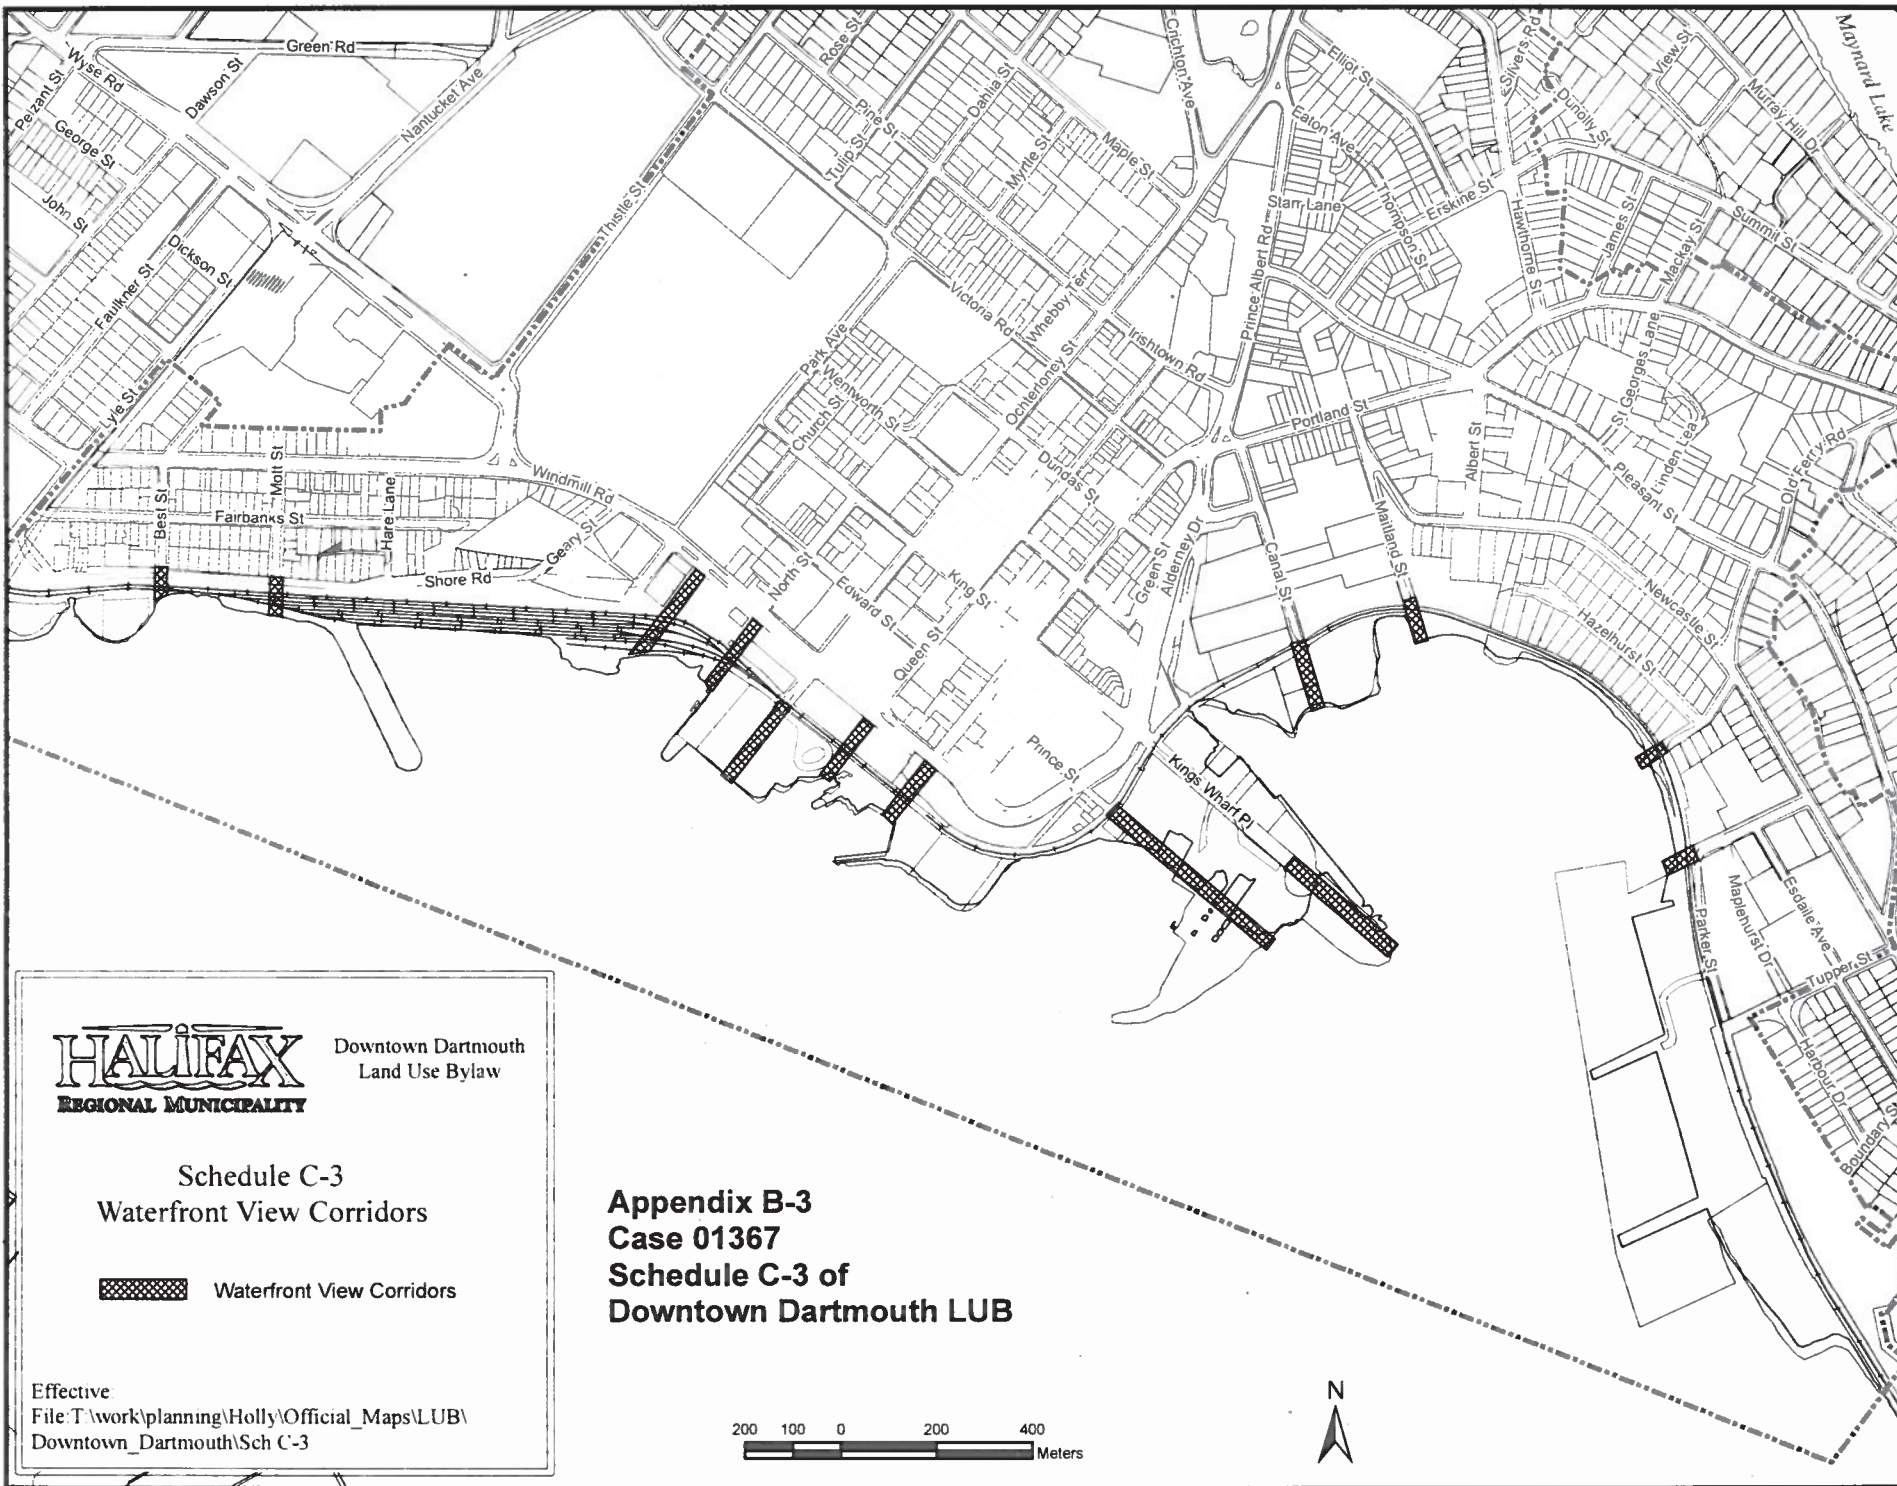 Green Rd
Wyse Rd
Pelzant St
Dawson St
Nantucket Ave
George St
John St
Dickson St
Faulkner St
Lyle St
Thistle St
Rose St
Pine St
Tulip St
Dahlia St
Myrtle St
Maple St
Crichton Ave
Elliot St
Eaton Ave
Silvers Rd
Dunolly St
View St
Murray Hill Dr
Maynard Lake
Starr Lane
Thompson St
Erskine St
Hawthorne St
James St
Mackay St
Summit St
Prince Albert Rd
Victoria Rd
Whebby Terr
Irishtown Rd
Park Ave
Wentworth St
Church St
Ochterloney St
Portland St
St Georges Lane
Linden Lea
Old Ferry Rd
Pleasant St
Albert St
Dundas St
Windmill Rd
Mott St
Best St
Fairbanks St
Hare Lane
Geary St
Shore Rd
North St
Edward St
King St
Queen St
Green St
Alderney Dr
Canal St
Maitland St
Newcastle St
Hazelhurst St
Prince St
Kings Wharf Pl
Parker St
Maplehurst Dr
Esdaile Ave
Tupper St
Harbour Dr
Boundary St
HALIFAX
REGIONAL MUNICIPALITY
Downtown Dartmouth
Land Use Bylaw
Schedule C-3
Waterfront View Corridors
Waterfront View Corridors
Effective:
File:T:\work\planning\Holly\Official_Maps\LUB\
Downtown_Dartmouth\Sch C-3
Appendix B-3
Case 01367
Schedule C-3 of
Downtown Dartmouth LUB
200 100 0 200 400
Meters
N